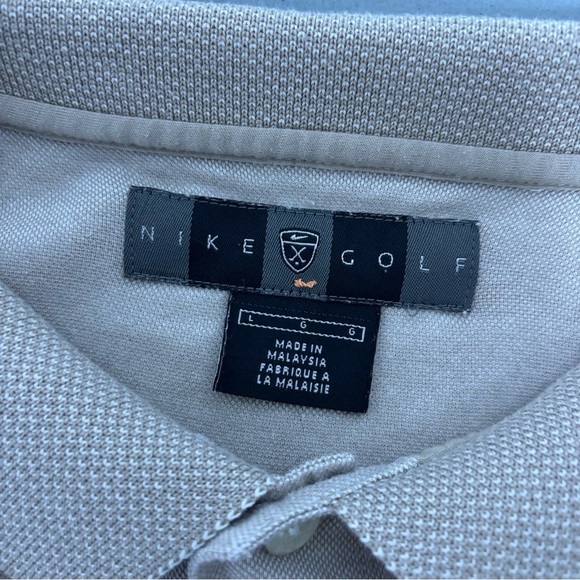 NIKE GOLF
L G G
MADE IN
MALAYSIA
FABRIQUE A
LA MALAISIE